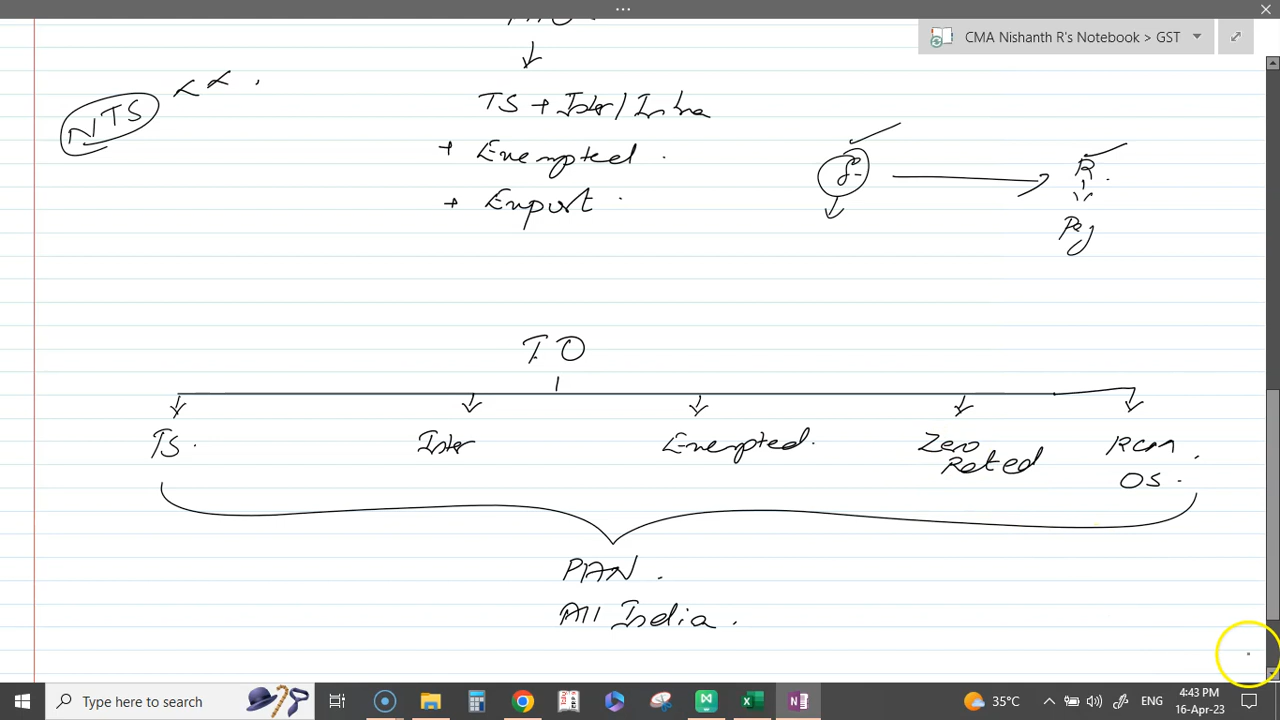 CMA Nishanth R's Notebook > GST
NTS
TS + Inter/Intra
+ Exempted.
+ Export.
R.
Pay
T.O
TS.
Inter
Exempted.
Zero
Rated
RCM
OS.
PAN.
All India.
Type here to search
35°C
ENG
4:43 PM
16-Apr-23